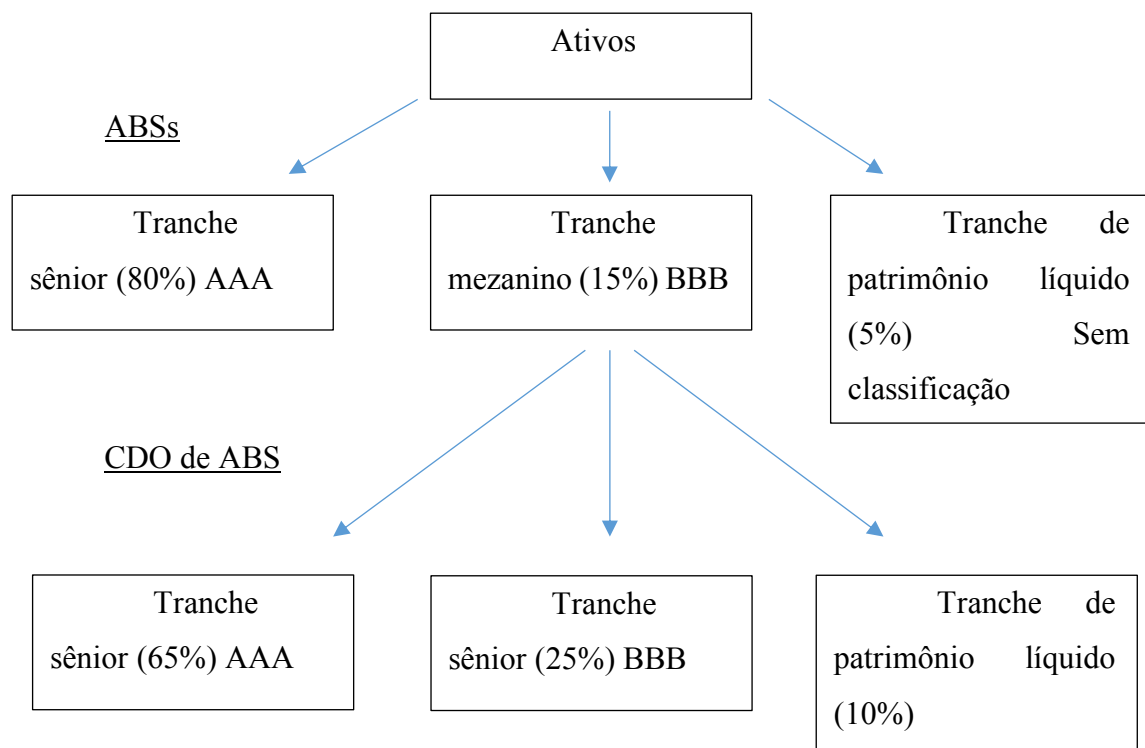 Ativos
ABSs
Tranche
sênior (80%) AAA
Tranche
mezanino (15%) BBB
Tranche de
patrimônio líquido
(5%) Sem
classificação
CDO de ABS
Tranche
sênior (65%) AAA
Tranche
sênior (25%) BBB
Tranche de
patrimônio líquido
(10%)